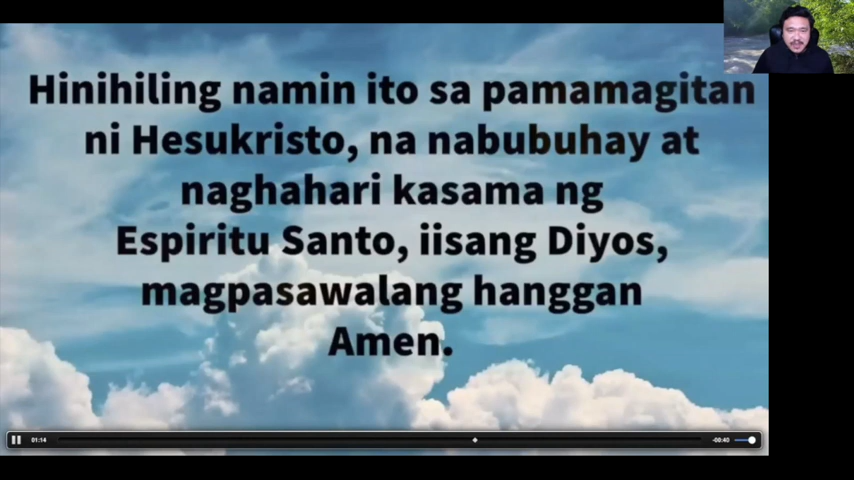 Hinihiling namin ito sa pamamagitan
ni Hesukristo, na nabubuhay at
naghahari kasama ng
Espiritu Santo, iisang Diyos,
magpasawalang hanggan
Amen.
01:14
-00:40